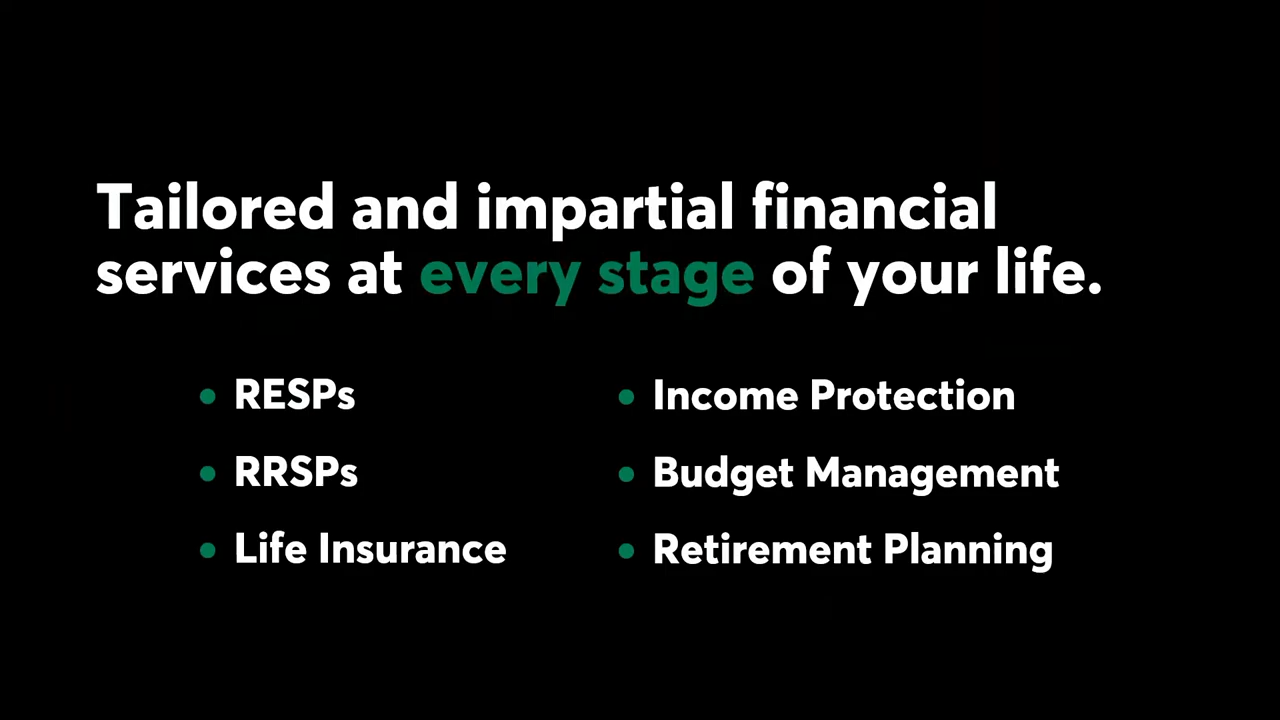 Tailored and impartial financial
services at every stage of your life.
RESPs
RRSPs
Life Insurance
Income Protection
Budget Management
Retirement Planning